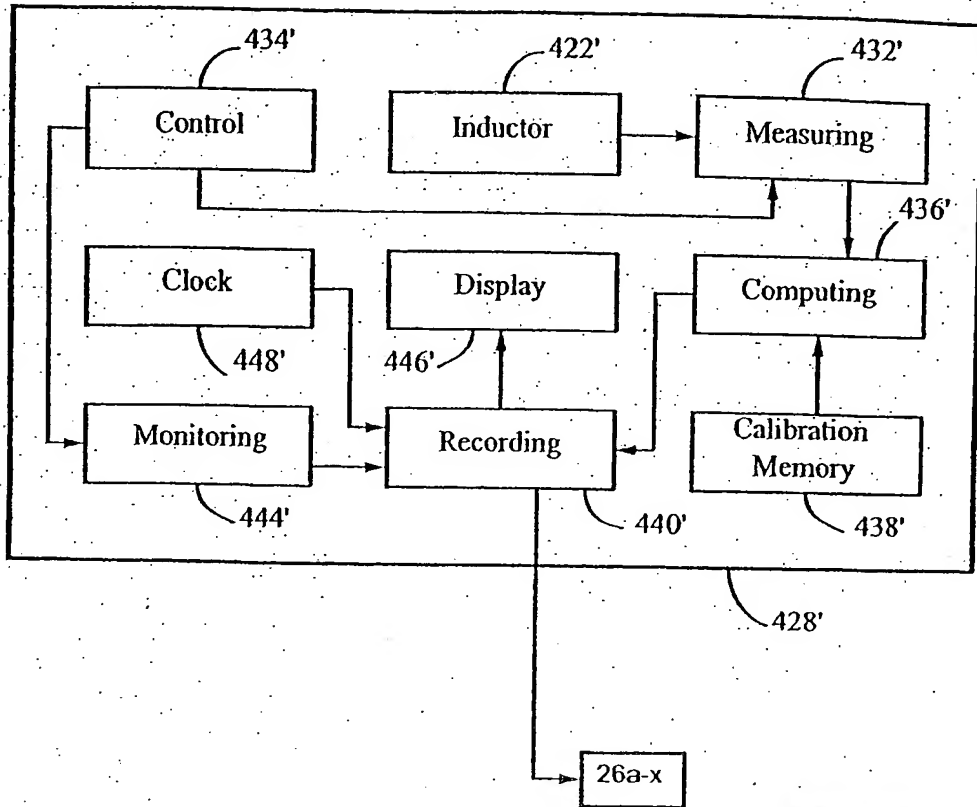 434'
422'
432'
Control
Inductor
Measuring
436'
Clock
Display
Computing
448'
446'
Monitoring
Recording
Calibration
Memory
444'
440'
438'
428'
26a-x